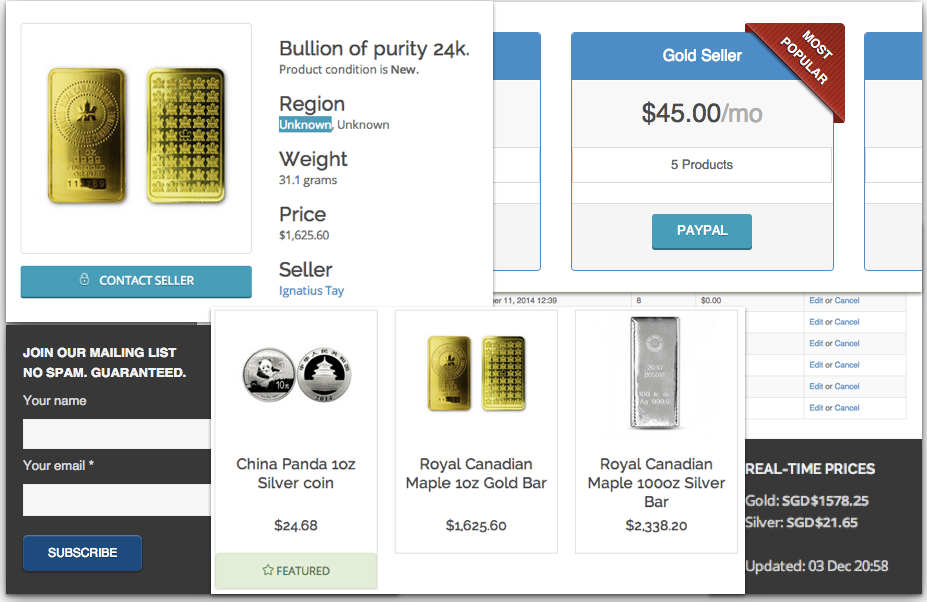 Bullion of purity 24k.
Product condition is New.
Region
Unknown, Unknown
Weight
31.1 grams
Price
$1,625.60
Seller
Ignatius Tay
CONTACT SELLER
MOST
POPULAR
Gold Seller
$45.00/mo
5 Products
PAYPAL
11, 2014 12:39
8
$0.00
Edit or Cancel
Edit or Cancel
Edit or Cancel
Edit or Cancel
Edit or Cancel
Edit or Cancel
JOIN OUR MAILING LIST
NO SPAM. GUARANTEED.
Your name
Your email *
SUBSCRIBE
China Panda 1oz
Silver coin
$24.68
FEATURED
Royal Canadian
Maple 1oz Gold Bar
$1,625.60
Royal Canadian
Maple 100oz Silver
Bar
$2,338.20
REAL-TIME PRICES
Gold: SGD$1578.25
Silver: SGD$21.65
Updated: 03 Dec 20:58